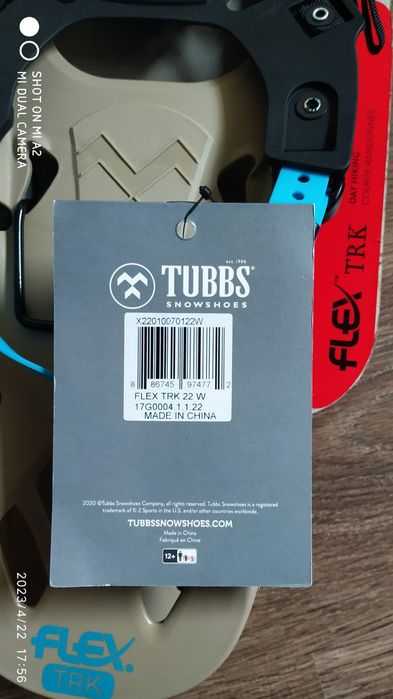 SHOT ON MI A2
MI DUAL CAMERA
DAY HIKING
COURTE RANDONNÉE
FLEX™ TRK
est. 1906
TUBBS®
SNOWSHOES
X22010070122W
8 86745 97477 2
FLEX TRK 22 W
17G0004.1.1.22
MADE IN CHINA
2020 ©Tubbs Snowshoes Company, all rights reserved. Tubbs Snowshoes is a registered
trademark of K-2 Sports in the U.S. and/or other countries worldwide.
TUBBSSNOWSHOES.COM
Made in China
Fabriqué en Chine
12+
2023/4/22 17:56
FLEX®
TRK